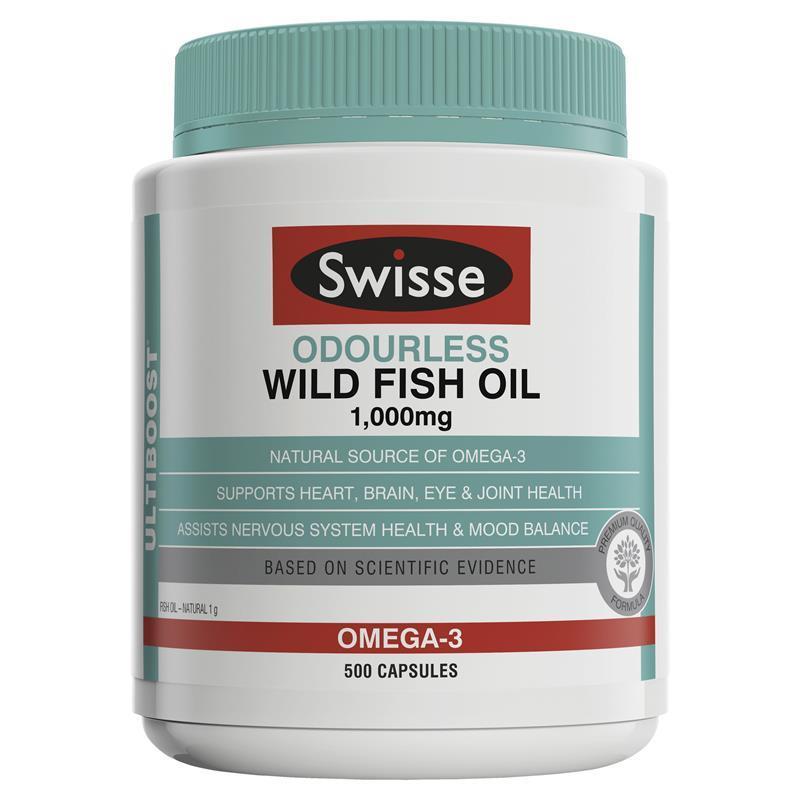 Swisse
ODOURLESS
WILD FISH OIL
1,000mg
ULTIBOOST
NATURAL SOURCE OF OMEGA-3
SUPPORTS HEART, BRAIN, EYE & JOINT HEALTH
ASSISTS NERVOUS SYSTEM HEALTH & MOOD BALANCE
BASED ON SCIENTIFIC EVIDENCE
PREMIUM QUALITY
FORMULA
FISH OIL – NATURAL 1 g
OMEGA-3
500 CAPSULES